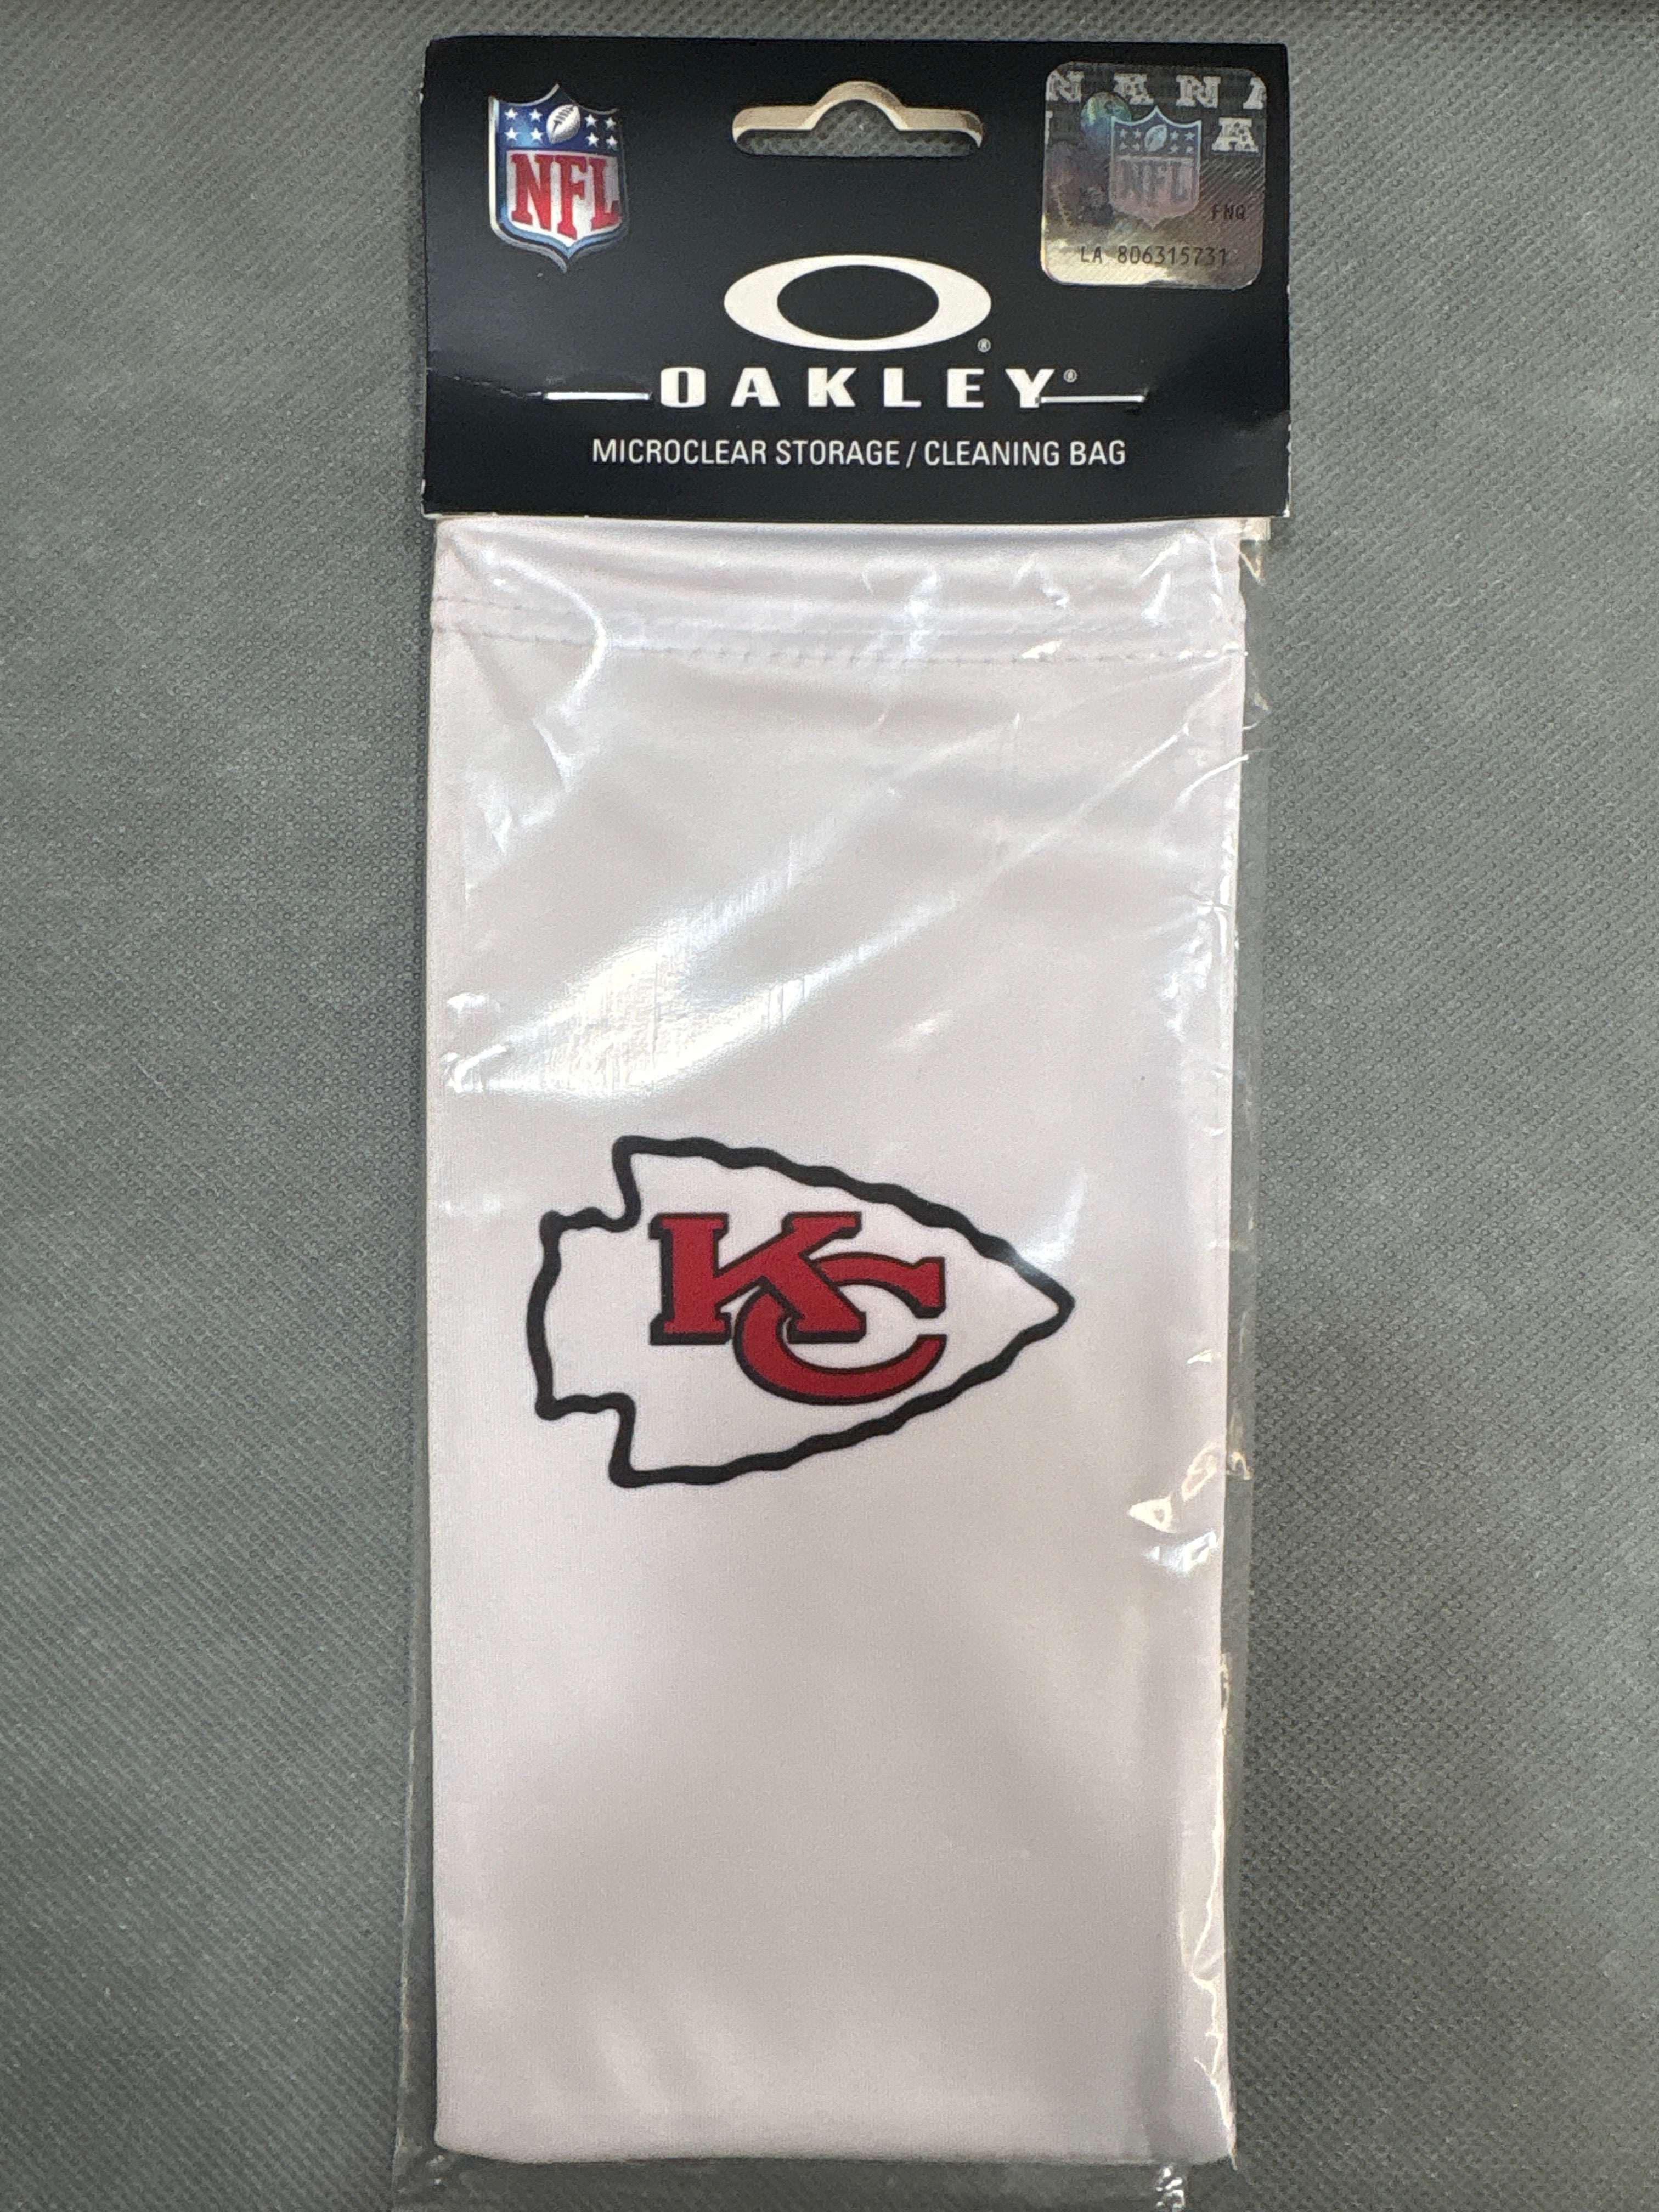 NFL
N A N A
A
NFL
FNQ
LA 806315731
OAKLEY®
MICROCLEAR STORAGE / CLEANING BAG
KC